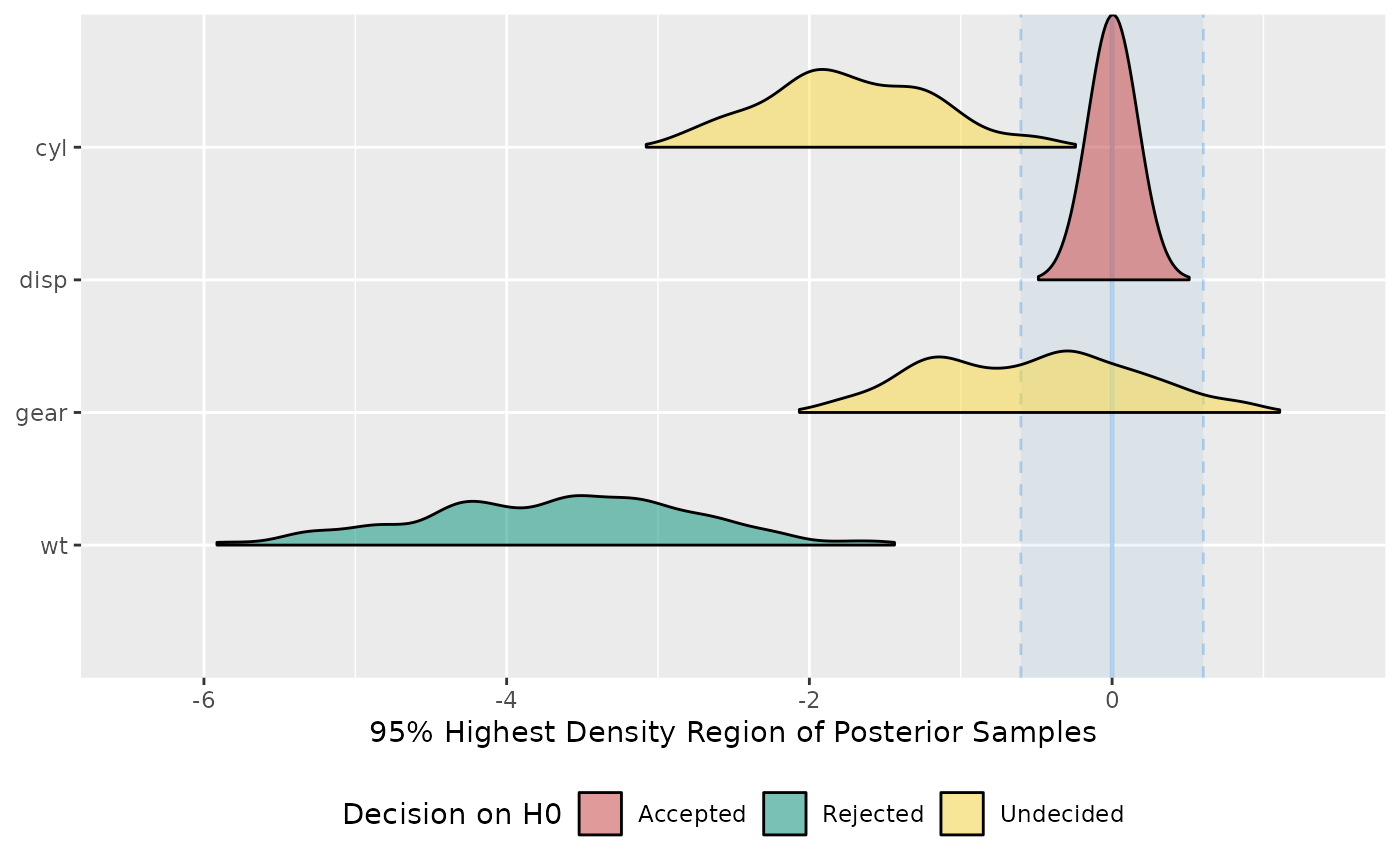 cyl
disp
gear
wt
-6 -4 -2 0
95% Highest Density Region of Posterior Samples
Decision on H0 Accepted Rejected Undecided